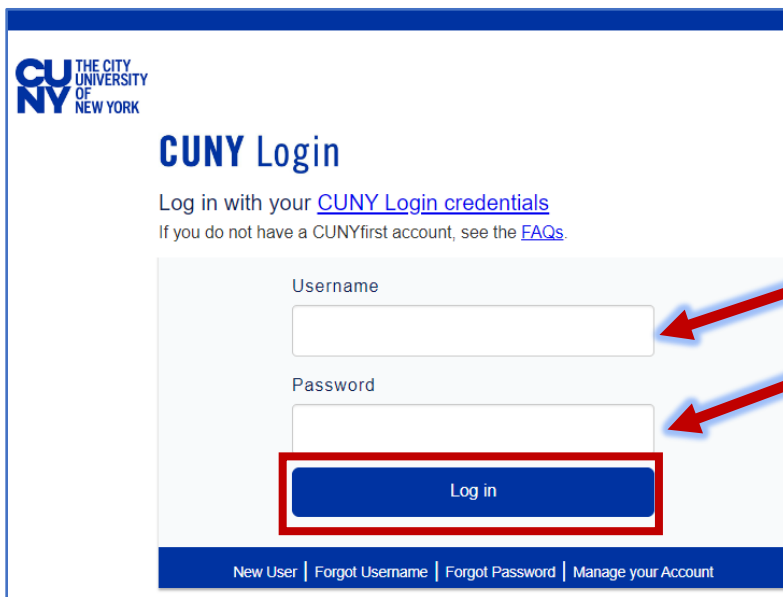 CUNY THE CITY UNIVERSITY OF NEW YORK
CUNY Login
Log in with your CUNY Login credentials
If you do not have a CUNYfirst account, see the FAQs.
Username
Password
Log in
New User | Forgot Username | Forgot Password | Manage your Account